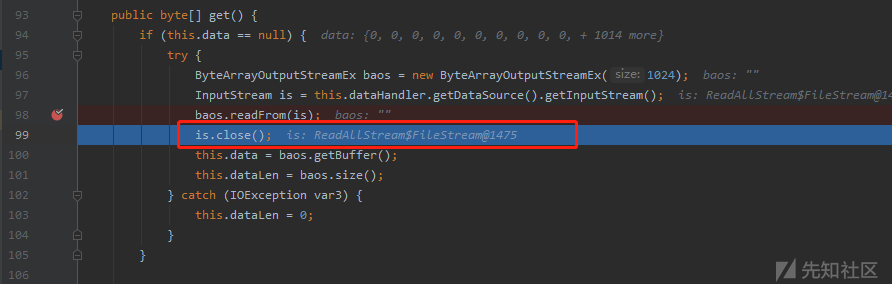 93 public byte[] get() {
94 if (this.data == null) { data: {0, 0, 0, 0, 0, 0, 0, 0, 0, 0, + 1014 more}
95 try {
96 ByteArrayOutputStreamEx baos = new ByteArrayOutputStreamEx( size: 1024); baos: ""
97 InputStream is = this.dataHandler.getDataSource().getInputStream(); is: ReadAllStream$FileStream@14
98 baos.readFrom(is); baos: ""
99 is.close(); is: ReadAllStream$FileStream@1475
100 this.data = baos.getBuffer();
101 this.dataLen = baos.size();
102 } catch (IOException var3) {
103 this.dataLen = 0;
104 }
105 }
106
先知社区